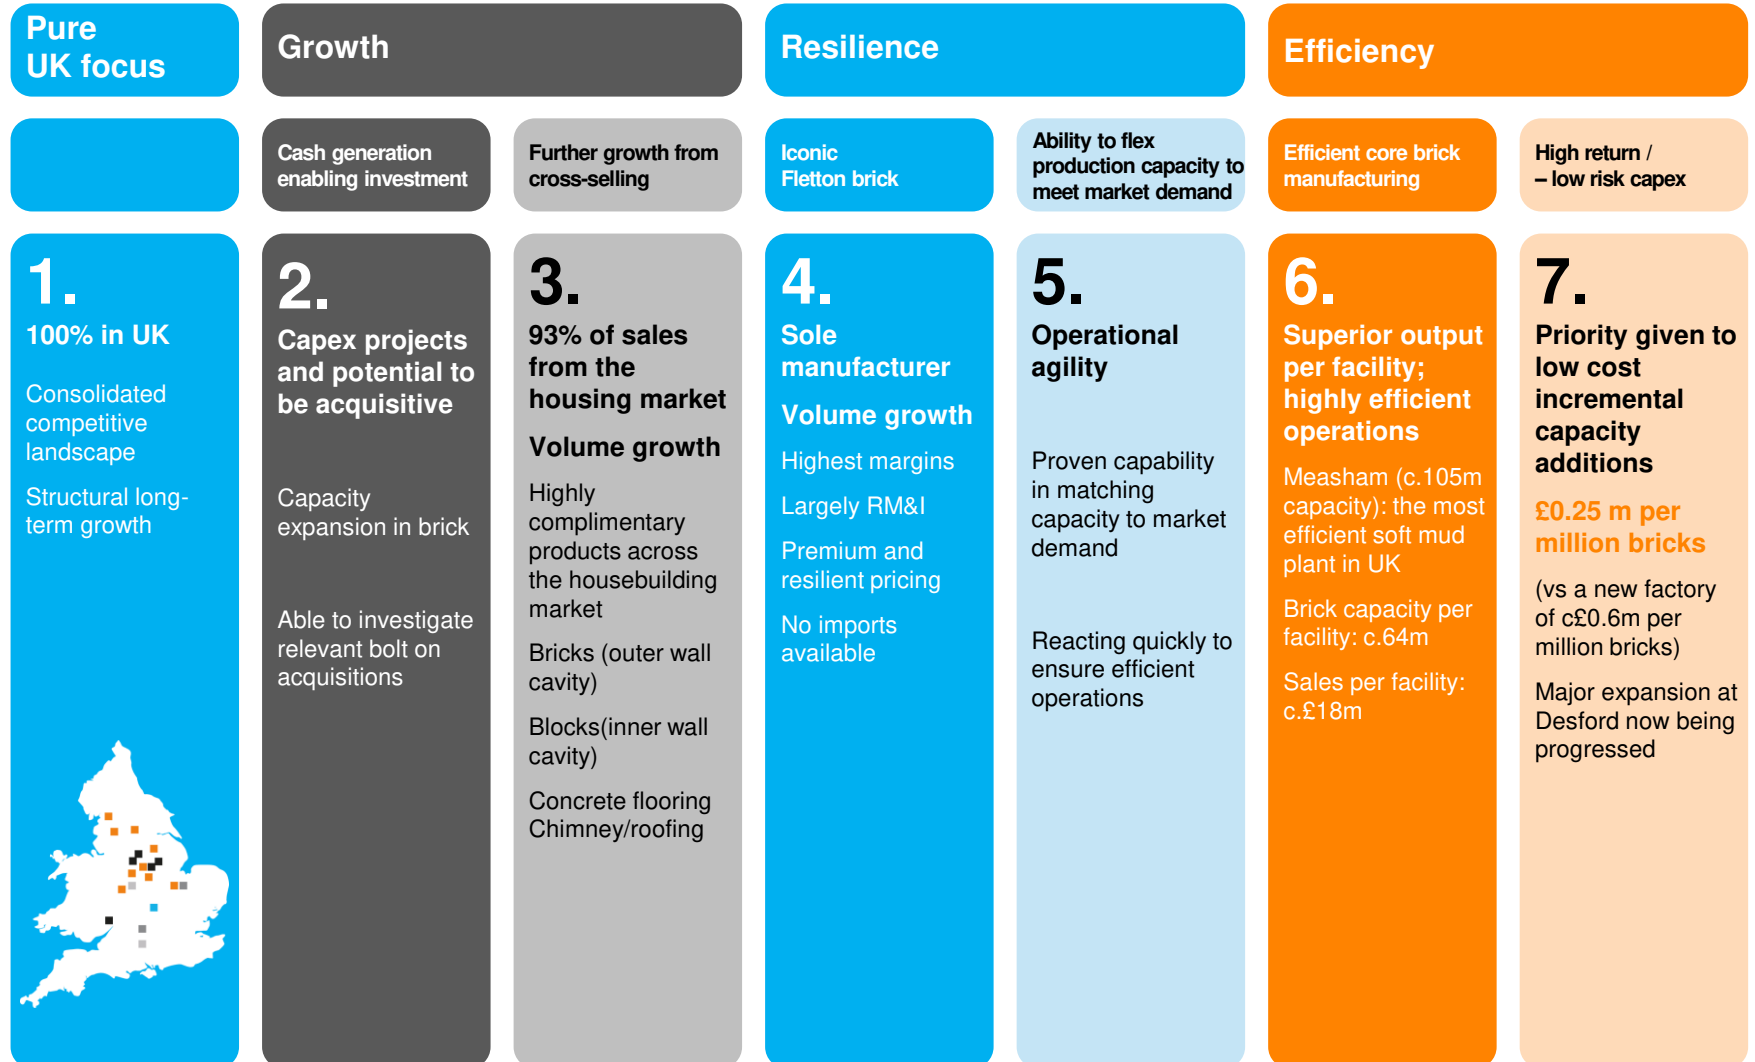 Pure
UK focus
Growth
Resilience
Efficiency
Cash generation
enabling investment
Further growth from
cross-selling
Iconic
Fletton brick
Ability to flex
production capacity to
meet market demand
Efficient core brick
manufacturing
High return /
– low risk capex
1.
100% in UK
Consolidated
competitive
landscape
Structural long-
term growth
2.
Capex projects
and potential to
be acquisitive
Capacity
expansion in brick
Able to investigate
relevant bolt on
acquisitions
3.
93% of sales
from the
housing market
Volume growth
Highly
complimentary
products across
the housebuilding
market
Bricks (outer wall
cavity)
Blocks(inner wall
cavity)
Concrete flooring
Chimney/roofing
4.
Sole
manufacturer
Volume growth
Highest margins
Largely RM&I
Premium and
resilient pricing
No imports
available
5.
Operational
agility
Proven capability
in matching
capacity to market
demand
Reacting quickly to
ensure efficient
operations
6.
Superior output
per facility;
highly efficient
operations
Measham (c.105m
capacity): the most
efficient soft mud
plant in UK
Brick capacity per
facility: c.64m
Sales per facility:
c.£18m
7.
Priority given to
low cost
incremental
capacity
additions
£0.25 m per
million bricks
(vs a new factory
of c£0.6m per
million bricks)
Major expansion at
Desford now being
progressed